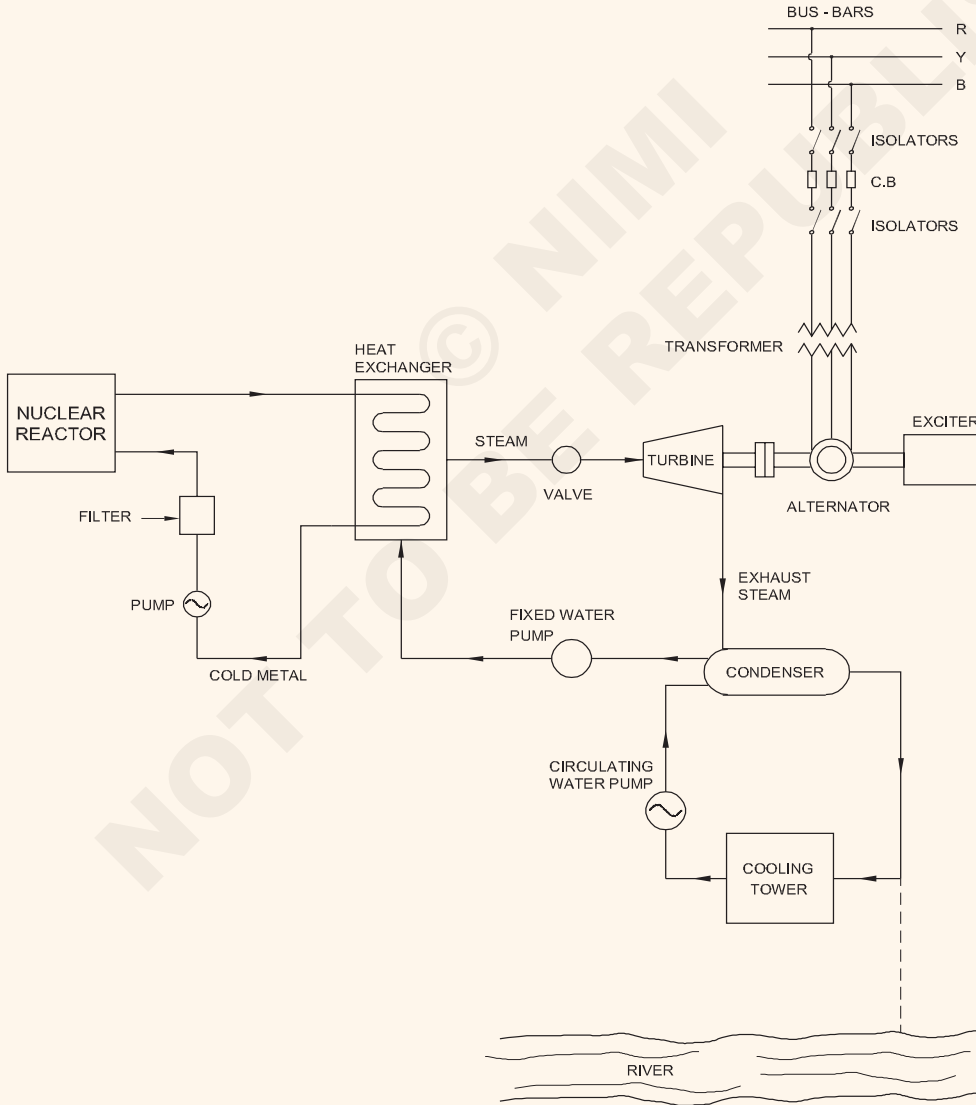 BUS - BARS
R
Y
B
ISOLATORS
C.B
ISOLATORS
TRANSFORMER
HEAT
EXCHANGER
NUCLEAR
REACTOR
EXCITER
STEAM
TURBINE
VALVE
ALTERNATOR
FILTER
EXHAUST
STEAM
PUMP
FIXED WATER
PUMP
COLD METAL
CONDENSER
CIRCULATING
WATER PUMP
COOLING
TOWER
RIVER
© NIMI
NOT TO BE